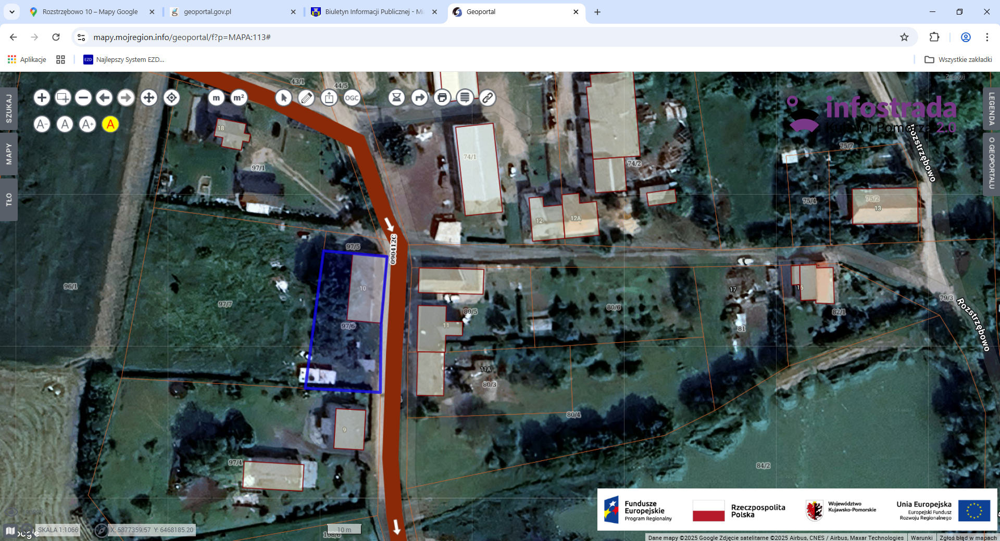 Rozstrzębowo 10 – Mapy Google
geoportal.gov.pl
Biuletyn Informacji Publicznej - Mi
Geoportal
mapy.mojregion.info/geoportal/f?p=MAPA:113#
Aplikacje
EZD
Najlepszy System EZD...
Wszystkie zakładki
Zaloguj
43/1
44/5
m
m²
OGC
A-
A
A+
A
SZUKAJ
MAPY
TŁO
LEGENDA
O GEOPORTALU
infostrada
Kujaw i Pomorza 2.0
Rozstrzębowo
18
97/1
74/1
74/2
75/7
75/4
75/2
13
12
12A
97/5
090412C
96/1
97/7
10
97/6
80/5
11
80/6
17
16
79/3
82/1
81
Rozstrzębowo
11A
80/3
80/4
9
97/4
84/2
SKALA 1:1066
X: 5877359.57 Y: 6468185.20
10 m
Fundusze
Europejskie
Program Regionalny
Rzeczpospolita
Polska
Województwo
Kujawsko-Pomorskie
Unia Europejska
Europejski Fundusz
Rozwoju Regionalnego
Dane mapy ©2025 Google Zdjęcie satelitarne ©2025 Airbus, CNES / Airbus, Maxar Technologies
Warunki
Zgłoś błąd w mapach